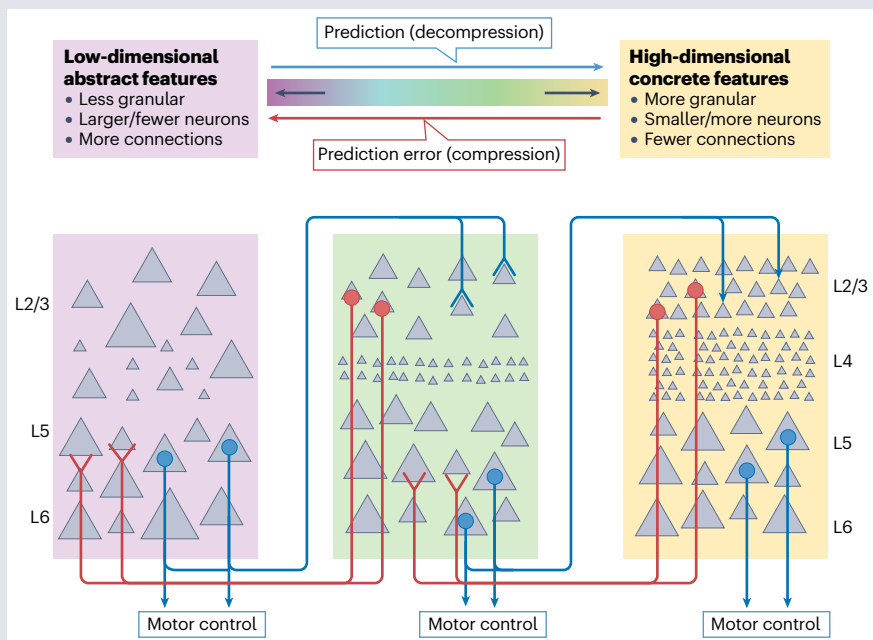 Prediction (decompression)
Low-dimensional
abstract features
• Less granular
• Larger/fewer neurons
• More connections
High-dimensional
concrete features
• More granular
• Smaller/more neurons
• Fewer connections
Prediction error (compression)
L2/3
L5
L6
L2/3
L4
L5
L6
Motor control
Motor control
Motor control